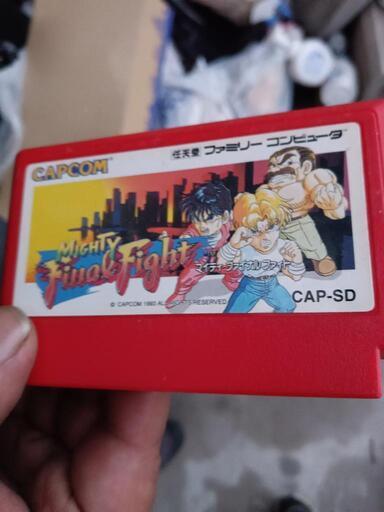 CAPCOM
任天堂 ファミリー コンピュータ
MIGHTY
Final Fight
マイティーファイナルファイト
© CAPCOM 1993 ALL RIGHTS RESERVED
CAP-SD